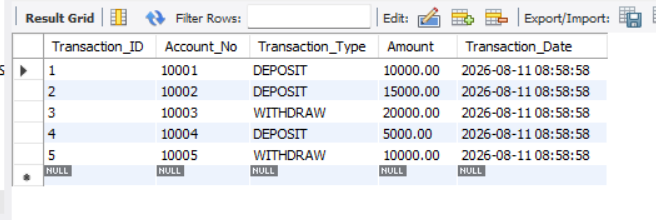 Result Grid Filter Rows: Edit: Export/Import:
Transaction_ID Account_No Transaction_Type Amount Transaction_Date
1 10001 DEPOSIT 10000.00 2026-08-11 08:58:58
2 10002 DEPOSIT 15000.00 2026-08-11 08:58:58
3 10003 WITHDRAW 20000.00 2026-08-11 08:58:58
4 10004 DEPOSIT 5000.00 2026-08-11 08:58:58
5 10005 WITHDRAW 10000.00 2026-08-11 08:58:58
NULL NULL NULL NULL NULL